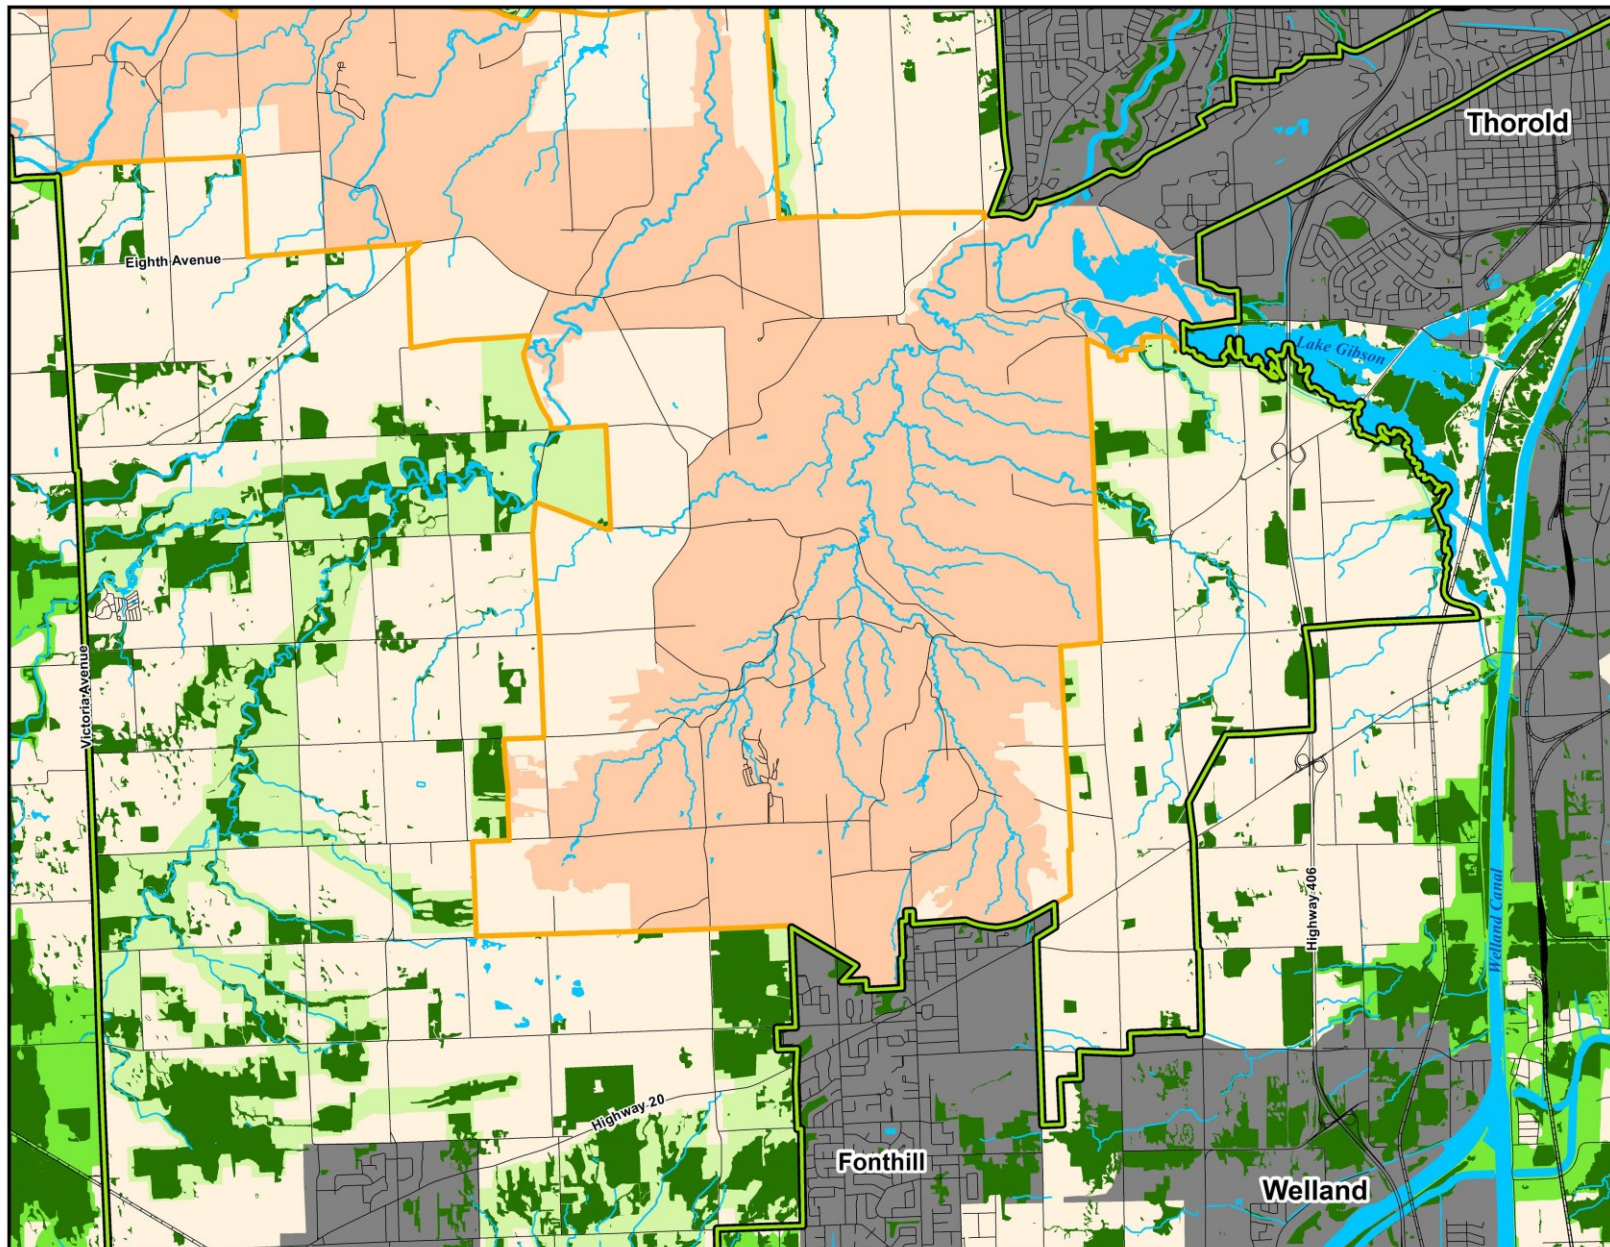 Thorold
Eighth Avenue
Lake Gibson
Victoria Avenue
Highway 406
Welland Canal
Highway 20
Fonthill
Welland